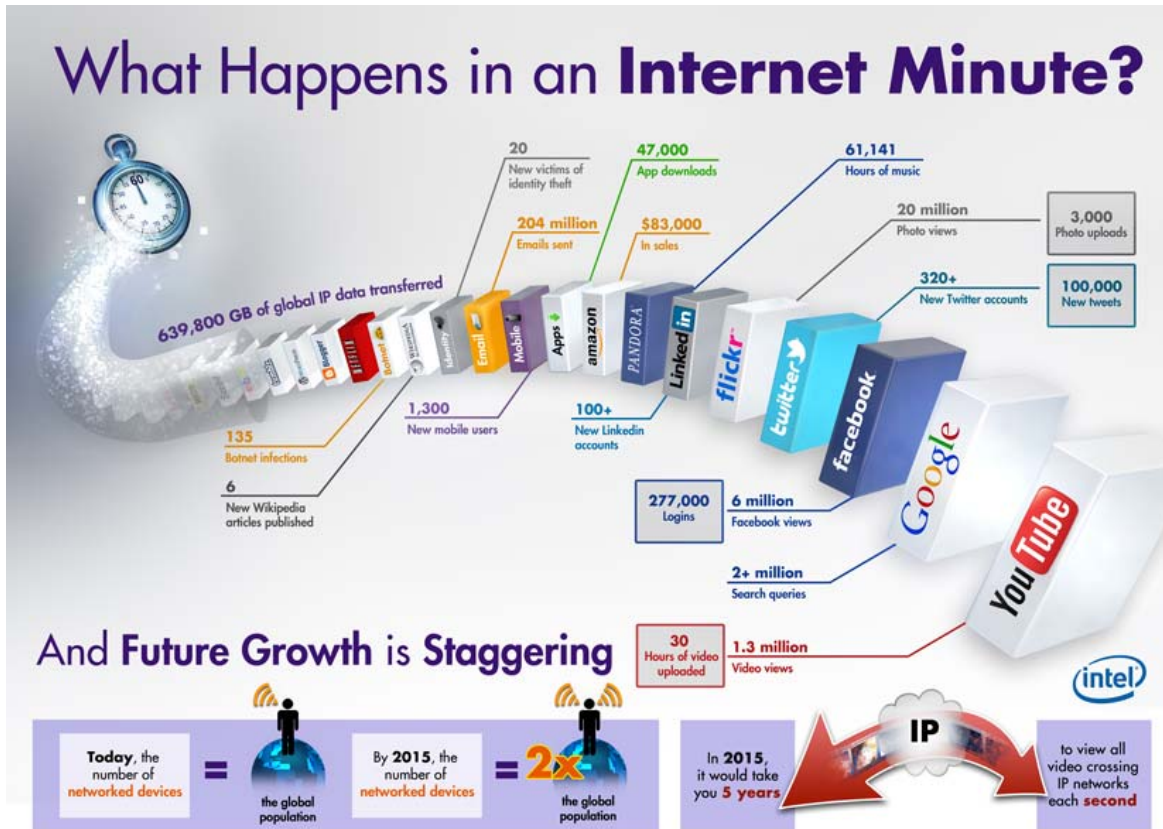 What Happens in an Internet Minute?
60
20
New victims of
identity theft
47,000
App downloads
61,141
Hours of music
204 million
Emails sent
$83,000
In sales
20 million
Photo views
3,000
Photo uploads
320+
New Twitter accounts
100,000
New tweets
639,800 GB of global IP data transferred
Blogger
NETFLIX
Botnet
Identity
Email
Mobile
Apps
amazon
PANDORA
Linked in
flickr
twitter
facebook
Google
YouTube
135
Botnet infections
6
New Wikipedia
articles published
1,300
New mobile users
100+
New Linkedin
accounts
277,000
Logins
6 million
Facebook views
2+ million
Search queries
30
Hours of video
uploaded
1.3 million
Video views
And Future Growth is Staggering
intel
Today, the
number of
networked devices
=
the global
population
By 2015, the
number of
networked devices
= 2x
the global
population
In 2015,
it would take
you 5 years
IP
to view all
video crossing
IP networks
each second